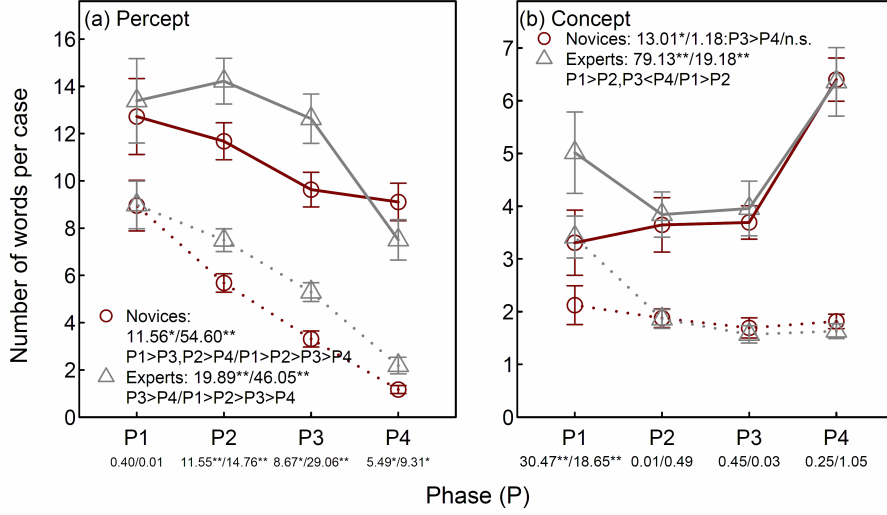 (a) Percept
(b) Concept
Number of words per case
16
14
12
10
8
6
4
2
0
Novices:
11.56*/54.60**
P1>P3,P2>P4/P1>P2>P3>P4
Experts: 19.89**/46.05**
P3>P4/P1>P2>P3>P4
P1 P2 P3 P4
0.40/0.01 11.55**/14.76** 8.67*/29.06** 5.49*/9.31*
7
6
5
4
3
2
1
0
Novices: 13.01*/1.18:P3>P4/n.s.
Experts: 79.13**/19.18**
P1>P2,P3<P4/P1>P2
P1 P2 P3 P4
30.47**/18.65** 0.01/0.49 0.45/0.03 0.25/1.05
Phase (P)